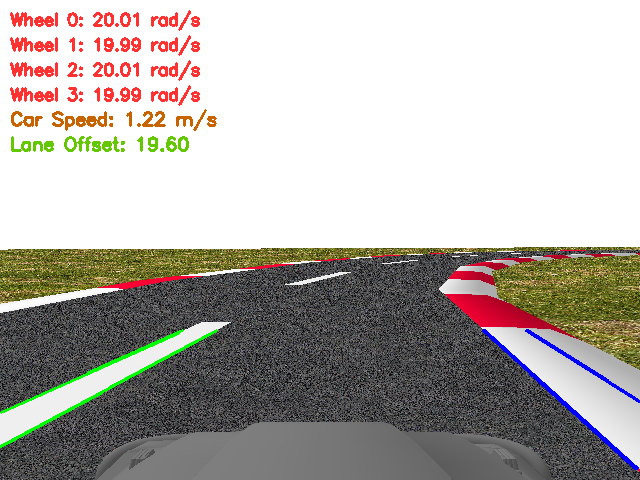 Wheel 0: 20.01 rad/s
Wheel 1: 19.99 rad/s
Wheel 2: 20.01 rad/s
Wheel 3: 19.99 rad/s
Car Speed: 1.22 m/s
Lane Offset: 19.60